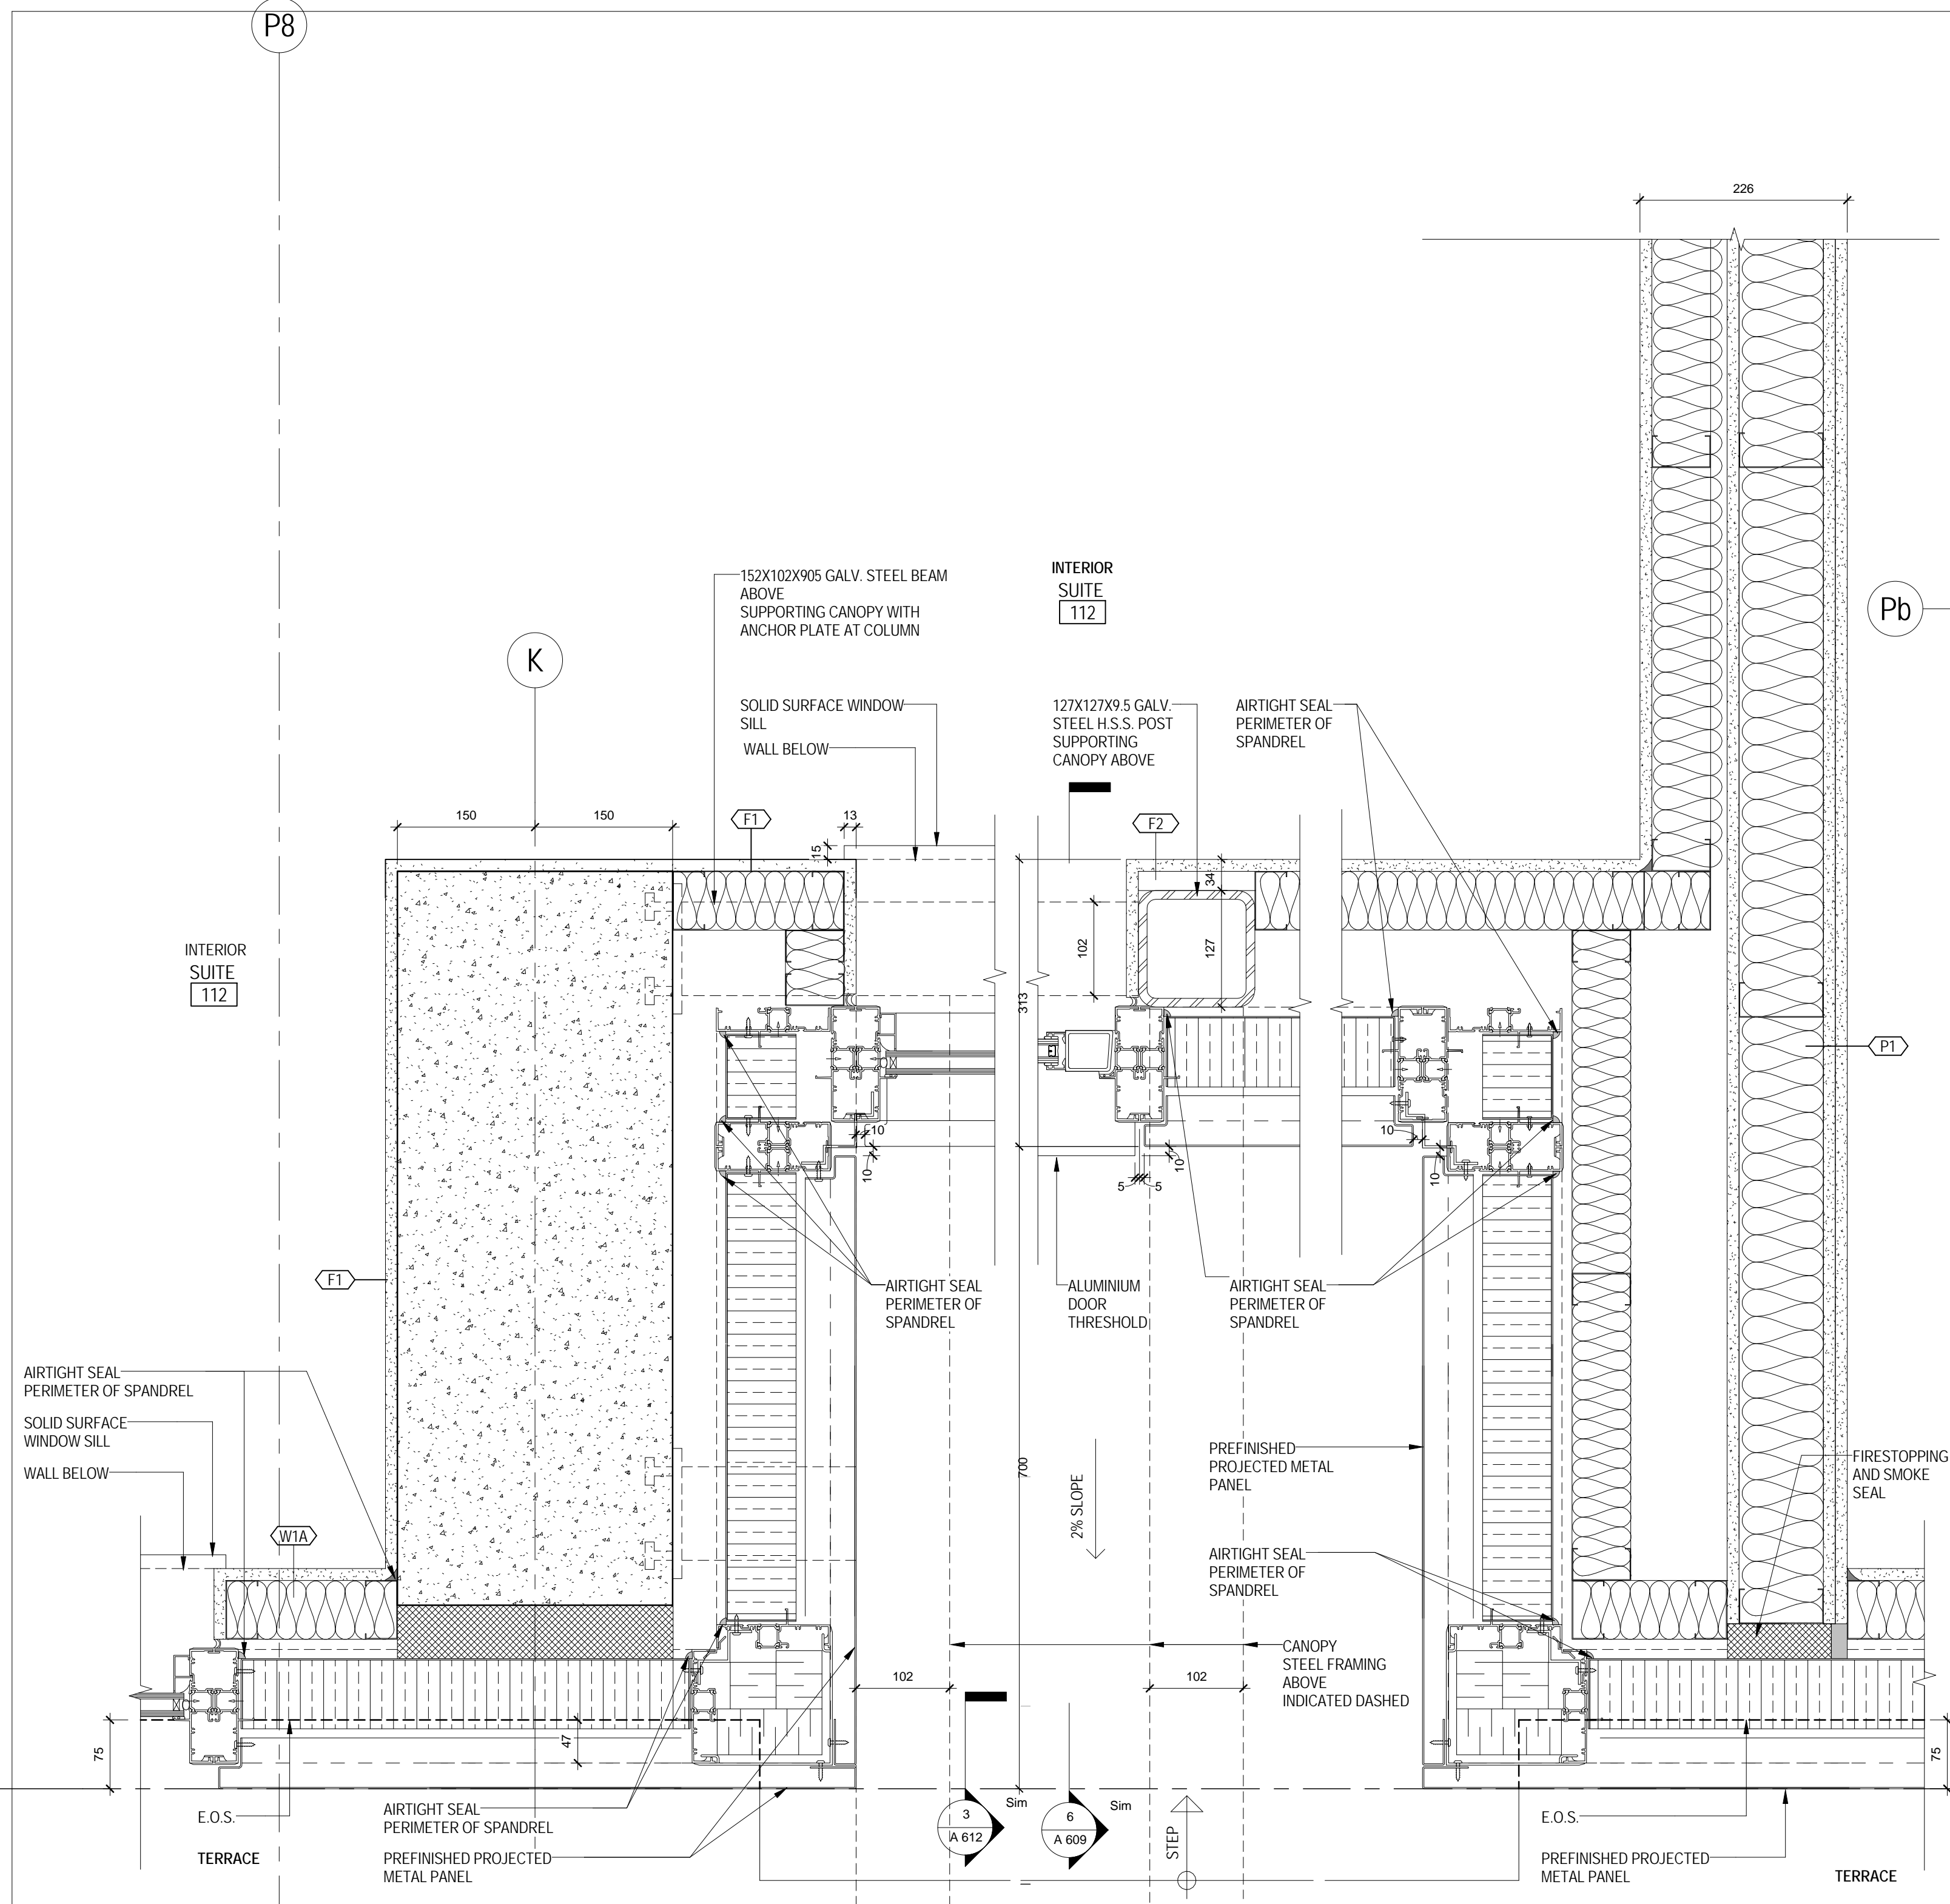 P8
226
152X102X905 GALV. STEEL BEAM
ABOVE
SUPPORTING CANOPY WITH
ANCHOR PLATE AT COLUMN
INTERIOR
SUITE
112
Pb
K
SOLID SURFACE WINDOW
SILL
WALL BELOW
127X127X9.5 GALV.
STEEL H.S.S. POST
SUPPORTING
CANOPY ABOVE
AIRTIGHT SEAL
PERIMETER OF
SPANDREL
150
150
F1
13
15
F2
34
102
127
313
INTERIOR
SUITE
112
P1
10
10
10
10
10
5
5
F1
AIRTIGHT SEAL
PERIMETER OF
SPANDREL
ALUMINIUM
DOOR
THRESHOLD
AIRTIGHT SEAL
PERIMETER OF
SPANDREL
AIRTIGHT SEAL
PERIMETER OF SPANDREL
SOLID SURFACE
WINDOW SILL
WALL BELOW
W1A
700
2% SLOPE
PREFINISHED
PROJECTED METAL
PANEL
FIRESTOPPING
AND SMOKE
SEAL
AIRTIGHT SEAL
PERIMETER OF
SPANDREL
CANOPY
STEEL FRAMING
ABOVE
INDICATED DASHED
102
102
75
47
75
E.O.S.
TERRACE
AIRTIGHT SEAL
PERIMETER OF SPANDREL
PREFINISHED PROJECTED
METAL PANEL
3
A 612
Sim
6
A 609
Sim
STEP
E.O.S.
PREFINISHED PROJECTED
METAL PANEL
TERRACE